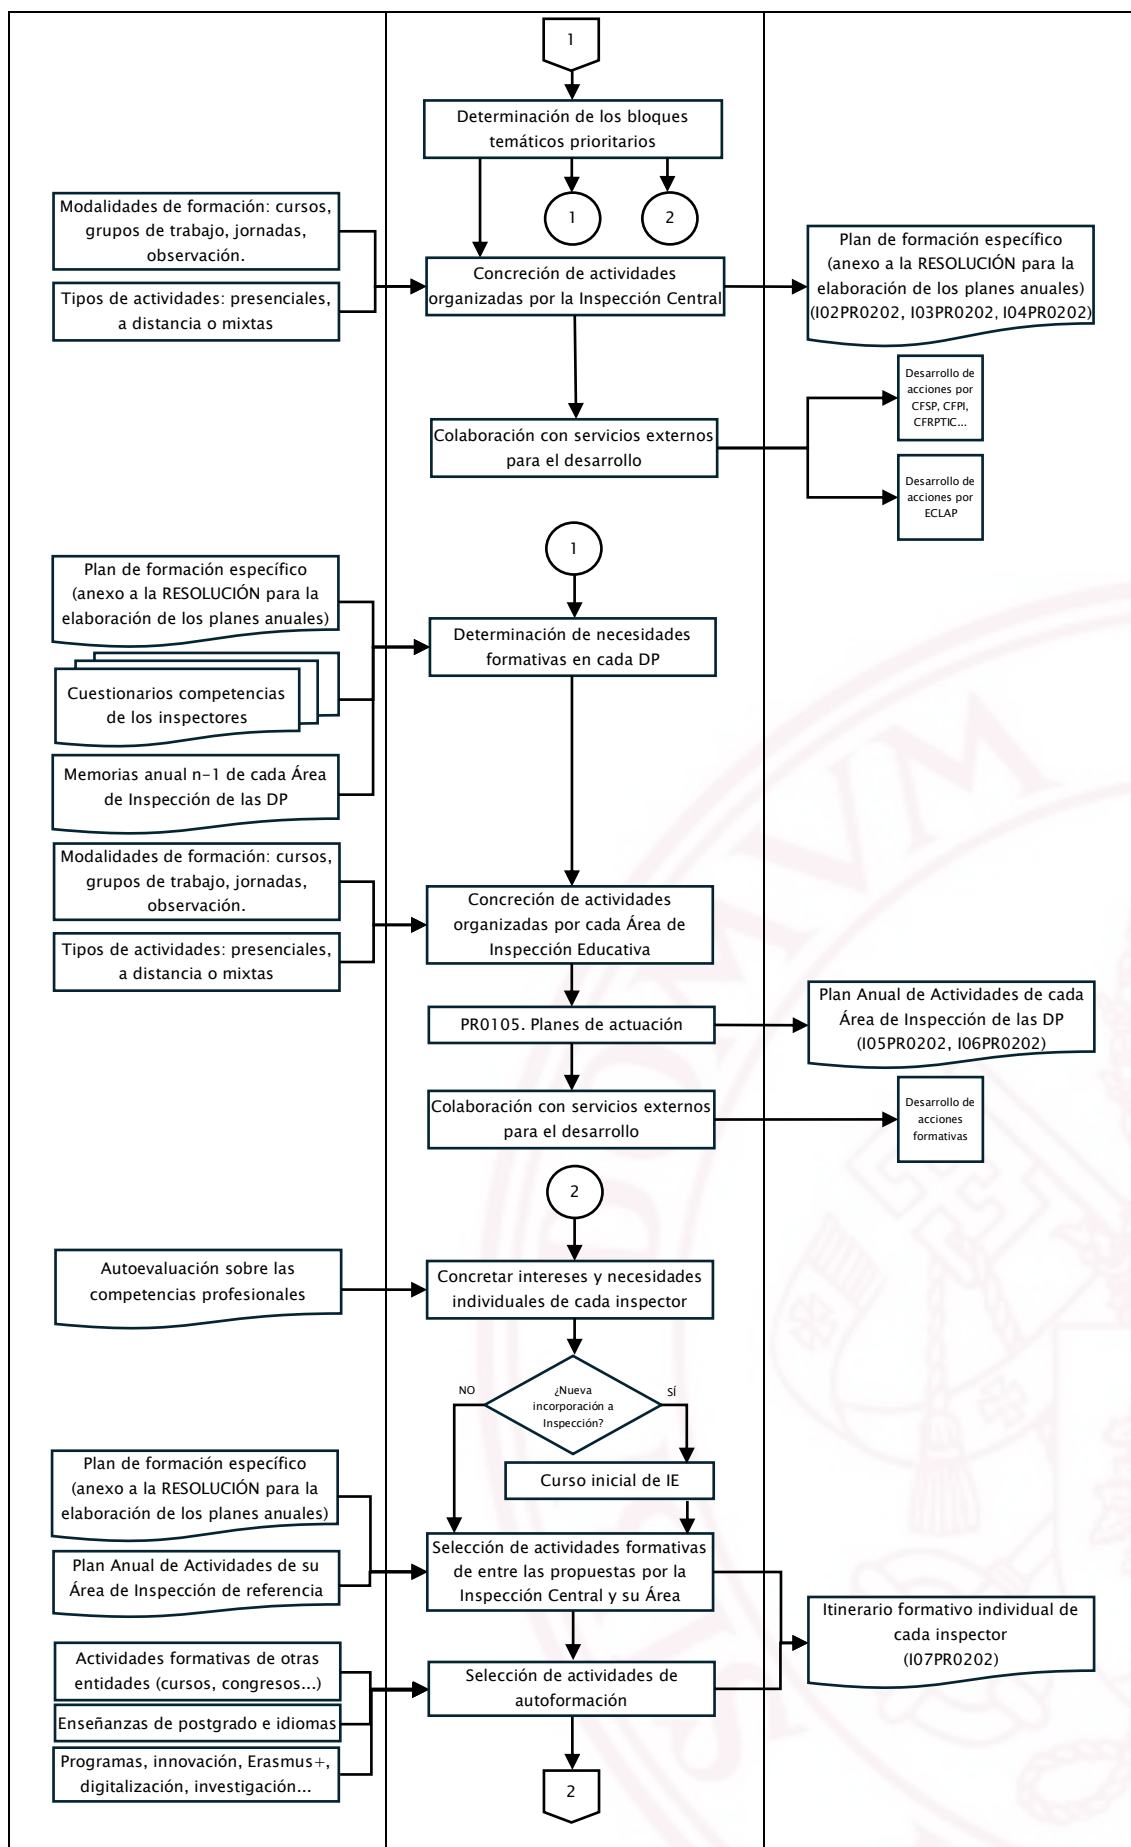 1
Determinación de los bloques
temáticos prioritarios
1
2
Modalidades de formación: cursos,
grupos de trabajo, jornadas,
observación.
Tipos de actividades: presenciales,
a distancia o mixtas
Concreción de actividades
organizadas por la Inspección Central
Plan de formación específico
(anexo a la RESOLUCIÓN para la
elaboración de los planes anuales)
(I02PR0202, I03PR0202, I04PR0202)
Colaboración con servicios externos
para el desarrollo
Desarrollo de
acciones por
CFSP, CFPI,
CFRPTIC...
Desarrollo de
acciones por
ECLAP
1
Plan de formación específico
(anexo a la RESOLUCIÓN para la
elaboración de los planes anuales)
Cuestionarios competencias
de los inspectores
Memorias anual n-1 de cada Área
de Inspección de las DP
Determinación de necesidades
formativas en cada DP
Modalidades de formación: cursos,
grupos de trabajo, jornadas,
observación.
Tipos de actividades: presenciales,
a distancia o mixtas
Concreción de actividades
organizadas por cada Área de
Inspección Educativa
PR0105. Planes de actuación
Plan Anual de Actividades de cada
Área de Inspección de las DP
(I05PR0202, I06PR0202)
Colaboración con servicios externos
para el desarrollo
Desarrollo de
acciones
formativas
2
Autoevaluación sobre las
competencias profesionales
Concretar intereses y necesidades
individuales de cada inspector
NO
¿Nueva
incorporación a
Inspección?
SÍ
Curso inicial de IE
Plan de formación específico
(anexo a la RESOLUCIÓN para la
elaboración de los planes anuales)
Plan Anual de Actividades de su
Área de Inspección de referencia
Selección de actividades formativas
de entre las propuestas por la
Inspección Central y su Área
Itinerario formativo individual de
cada inspector
(I07PR0202)
Actividades formativas de otras
entidades (cursos, congresos...)
Enseñanzas de postgrado e idiomas
Programas, innovación, Erasmus+,
digitalización, investigación...
Selección de actividades de
autoformación
2